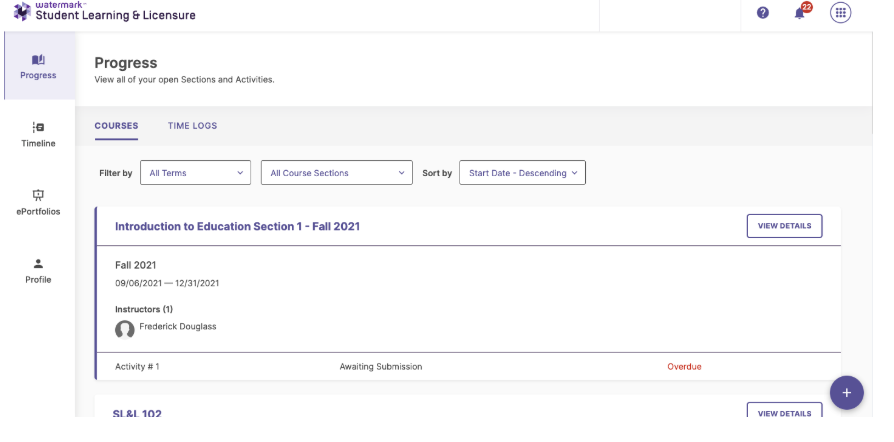 watermark™
Student Learning & Licensure
22
Progress
Timeline
ePortfolios
Profile
Progress
View all of your open Sections and Activities.
COURSES TIME LOGS
Filter by All Terms All Course Sections Sort by Start Date - Descending
Introduction to Education Section 1 - Fall 2021 VIEW DETAILS
Fall 2021
09/06/2021 — 12/31/2021
Instructors (1)
Frederick Douglass
Activity # 1 Awaiting Submission Overdue
SL&L 102 VIEW DETAILS